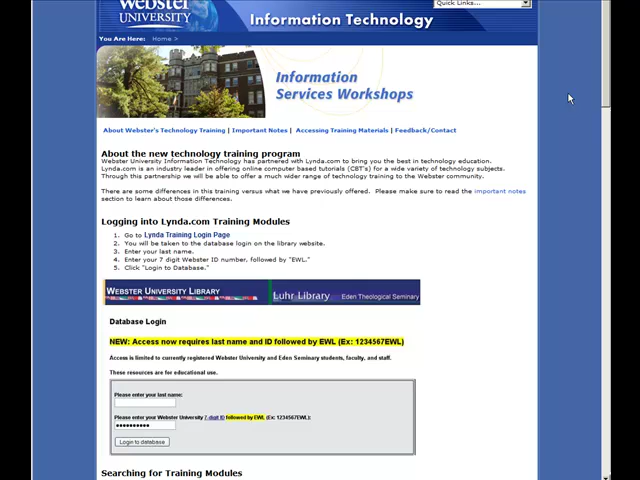 Webster
UNIVERSITY
Information Technology
Quick Links...
You Are Here: Home >
Information
Services Workshops
About Webster's Technology Training | Important Notes | Accessing Training Materials | Feedback/Contact
About the new technology training program
Webster University Information Technology has partnered with Lynda.com to bring you the best in technology education.
Lynda.com is an industry leader in offering online computer based tutorials (CBT's) for a wide variety of technology subjects.
Through this partnership we will be able to offer a much wider range of technology training to the Webster community.
There are some differences in this training versus what we have previously offered. Please make sure to read the important notes
section to learn about those differences.
Logging into Lynda.com Training Modules
1. Go to Lynda Training Login Page
2. You will be taken to the database login on the library website.
3. Enter your last name.
4. Enter your 7 digit Webster ID number, followed by "EWL."
5. Click "Login to Database."
WEBSTER UNIVERSITY LIBRARY
Luhr Library Eden Theological Seminary
Database Login
NEW: Access now requires last name and ID followed by EWL (Ex: 1234567EWL)
Access is limited to currently registered Webster University and Eden Seminary students, faculty, and staff.
These resources are for educational use.
Please enter your last name:
Please enter your Webster University 7-digit ID followed by EWL (Ex: 1234567EWL):
Login to database
Searching for Training Modules